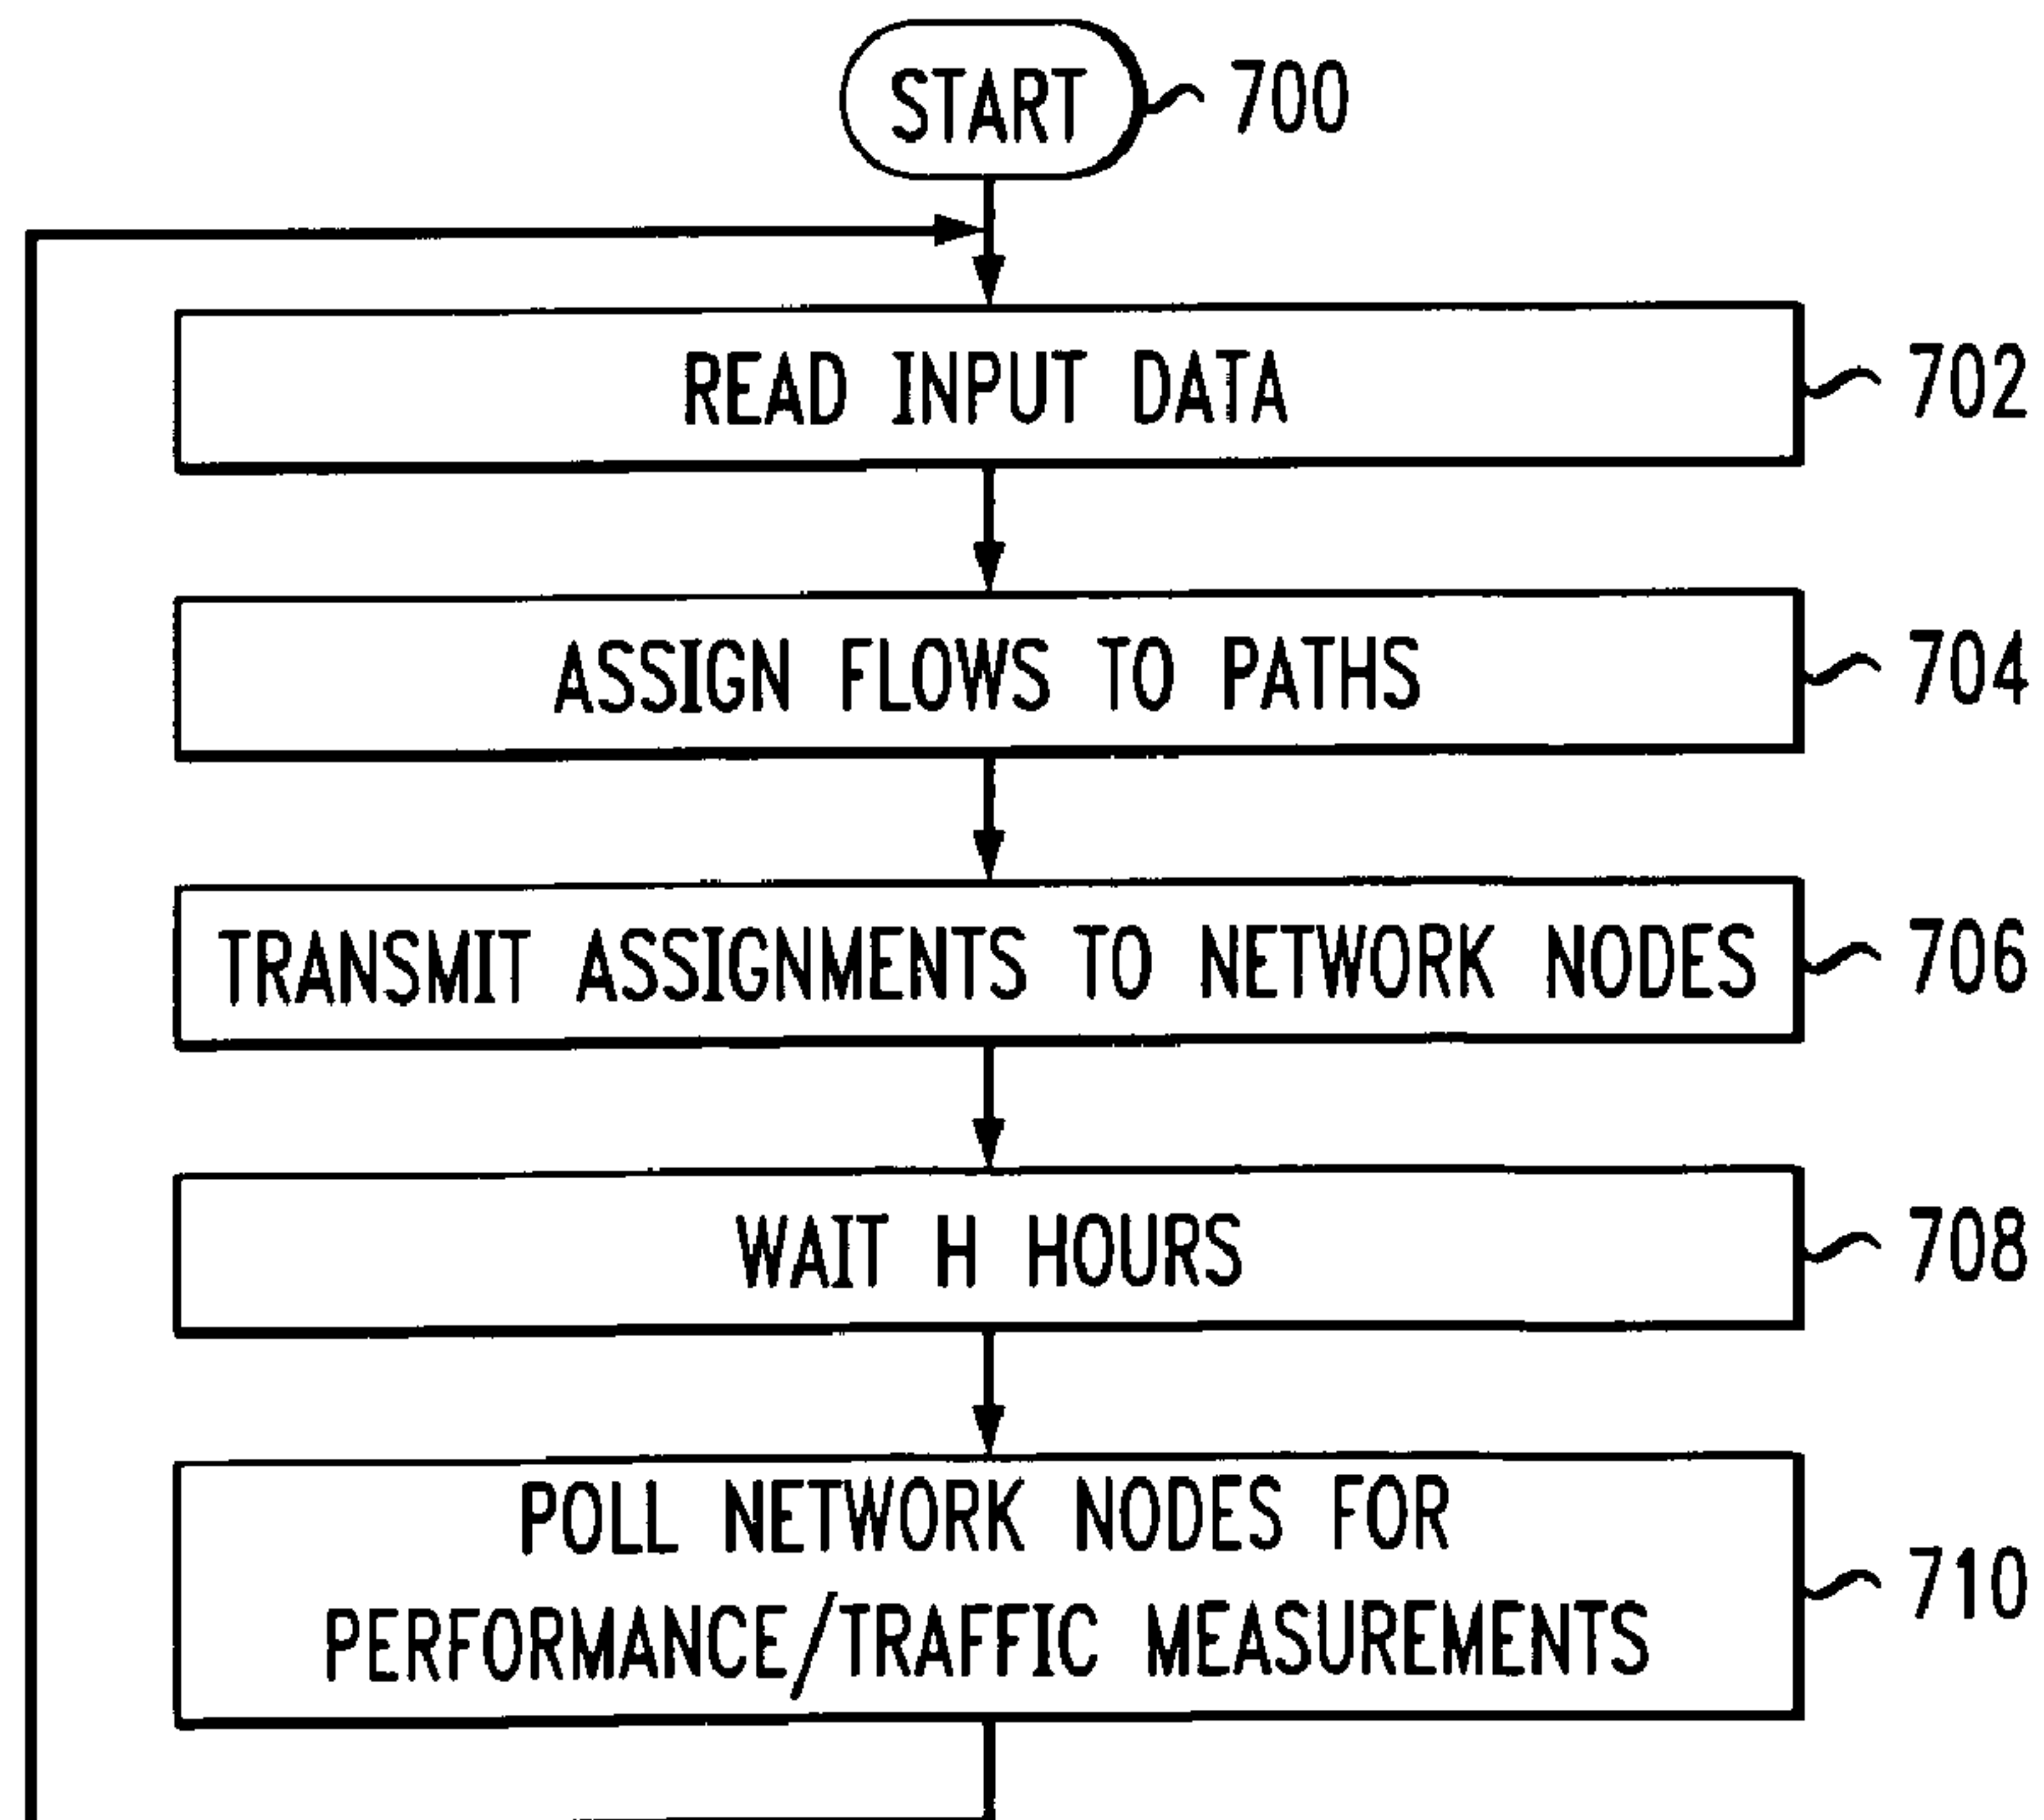 START 700
READ INPUT DATA 702
ASSIGN FLOWS TO PATHS 704
TRANSMIT ASSIGNMENTS TO NETWORK NODES 706
WAIT H HOURS 708
POLL NETWORK NODES FOR
PERFORMANCE/TRAFFIC MEASUREMENTS
710